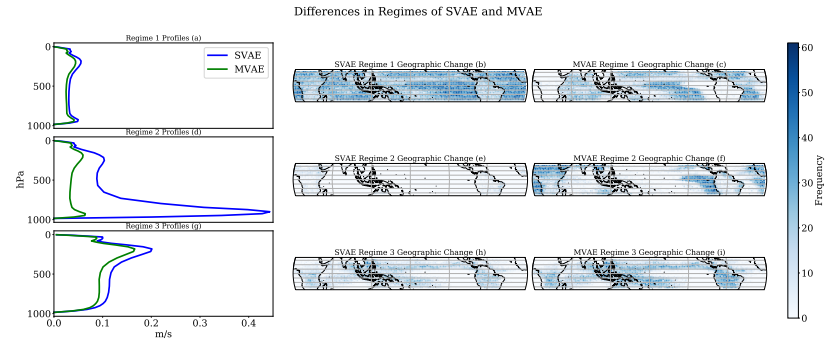 Differences in Regimes of SVAE and MVAE
Regime 1 Profiles (a)
0
500
1000
SVAE
MVAE
SVAE Regime 1 Geographic Change (b)
MVAE Regime 1 Geographic Change (c)
Regime 2 Profiles (d)
0
500
1000
hPa
SVAE Regime 2 Geographic Change (e)
MVAE Regime 2 Geographic Change (f)
Regime 3 Profiles (g)
0
500
1000
0.0
0.1
0.2
0.3
0.4
m/s
SVAE Regime 3 Geographic Change (h)
MVAE Regime 3 Geographic Change (i)
60
50
40
30
20
10
0
Frequency